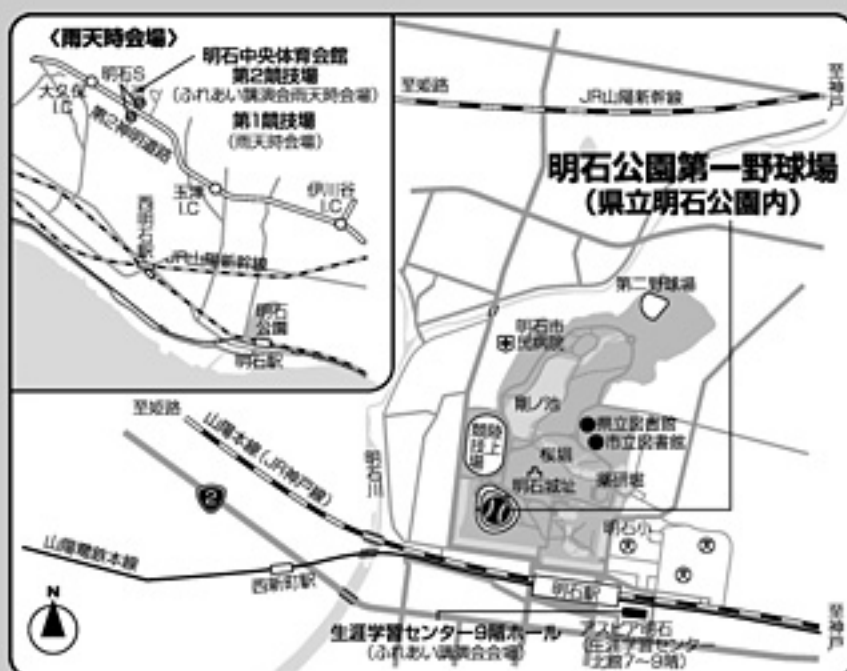 〈雨天時会場〉
明石中央体育会館
第2競技場
(ふれあい講演会雨天時会場)
第1競技場
(雨天時会場)
明石S
大久保
I.C
第2神明道路
玉津
I.C
伊川谷
I.C
西明石駅
JR山陽新幹線
明石
公園
明石駅
至姫路
JR山陽新幹線
至神戸
明石公園第一野球場
(県立明石公園内)
第二野球場
明石市
民病院
剛ノ池
県立図書館
市立図書館
陸上
競技場
桜堀
明石城址
薬研堀
明石小
文
文
文
至姫路
山陽本線(JR神戸線)
明石川
2
山陽電鉄本線
西新町駅
明石駅
至神戸
N
生涯学習センター9階ホール
(ふれあい講演会会場)
アスピア明石
(生涯学習センター
北館7〜9階)